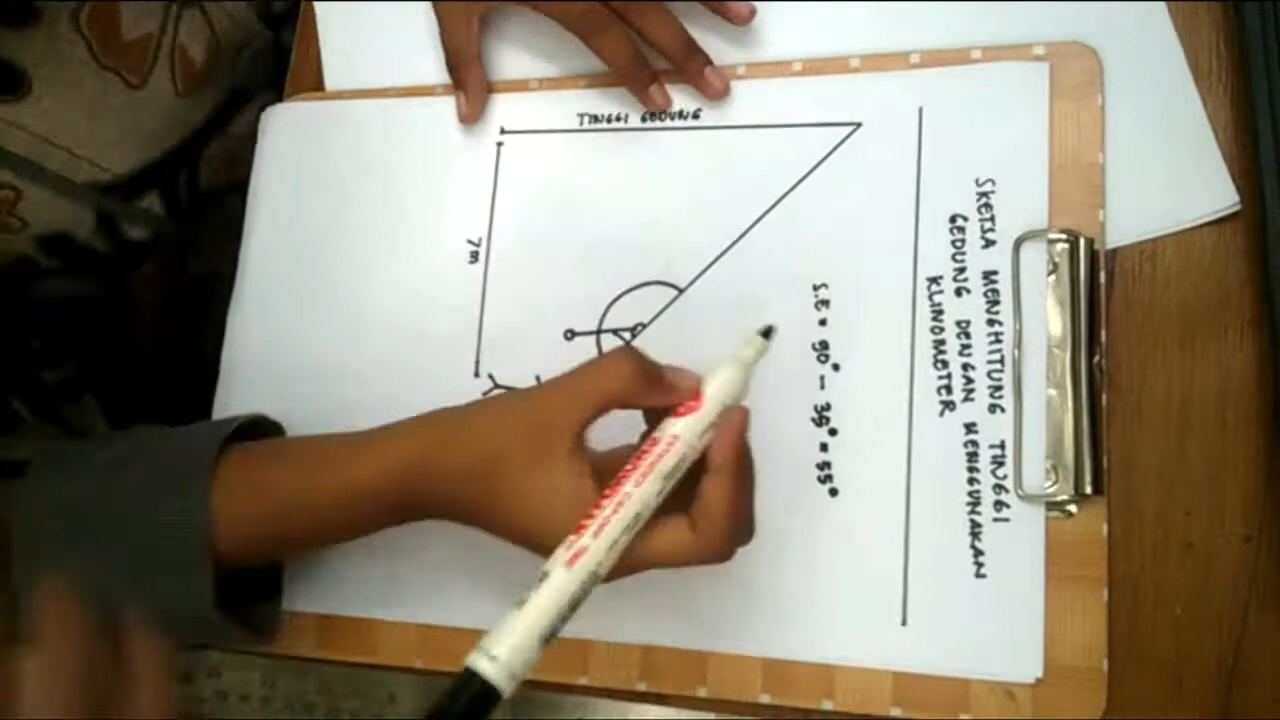 SKETSA MENGHITUNG TINGGI
GEDUNG DENGAN MENGGUNAKAN
KLINOMETER
S.E = 90° - 35° = 55°
TINGGI GEDUNG
7m